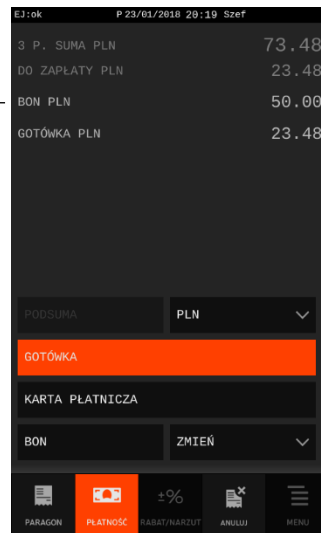 EJ:ok P 23/01/2018 20:19 Szef
3 P. SUMA PLN 73.48
DO ZAPŁATY PLN 23.48
BON PLN 50.00
GOTÓWKA PLN 23.48
PODSUMA PLN
GOTÓWKA
KARTA PŁATNICZA
BON ZMIEŃ
±%
PARAGON PŁATNOŚĆ RABAT/NARZUT ANULUJ MENU